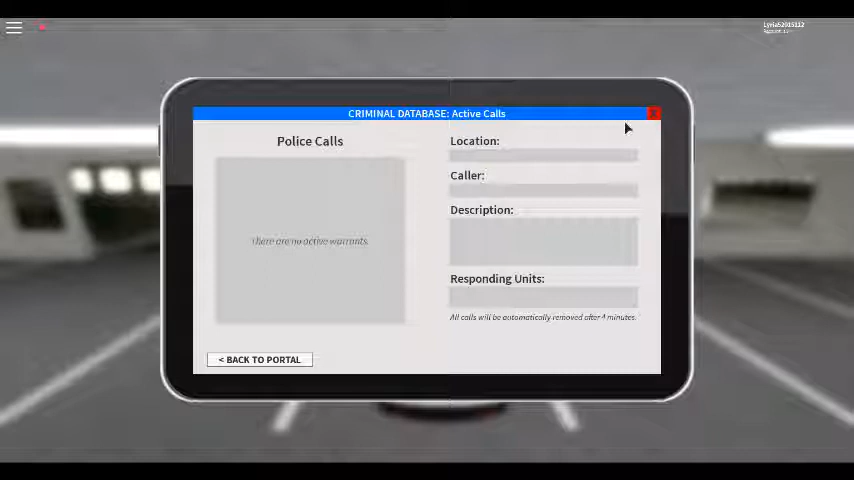 Lyria52015112
CRIMINAL DATABASE: Active Calls
X
Police Calls
There are no active warrants.
Location:
Caller:
Description:
Responding Units:
All calls will be automatically removed after 4 minutes.
< BACK TO PORTAL